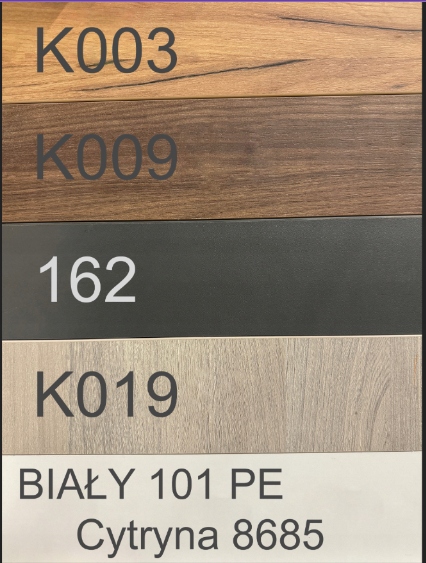 K003
K009
162
K019
BIAŁY 101 PE
Cytryna 8685